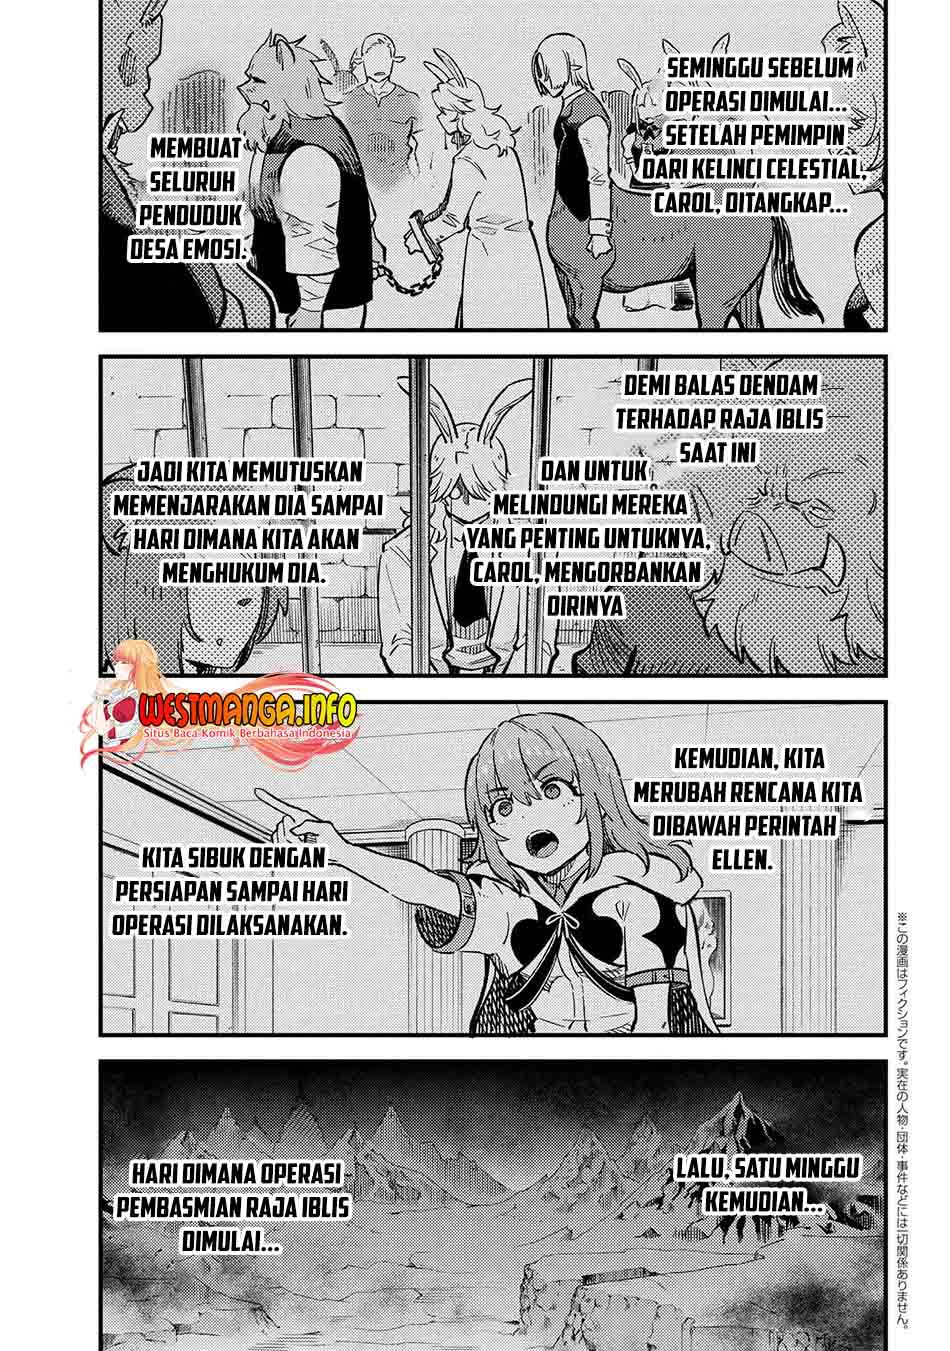 SEMINGGU SEBELUM
OPERASI DIMULAI...
SETELAH PEMIMPIN
DARI KELINCI CELESTIAL,
CAROL, DITANGKAP...
MEMBUAT
SELURUH
PENDUDUK
DESA EMOSI.
DEMI BALAS DENDAM
TERHADAP RAJA IBLIS
SAAT INI
DAN UNTUK
MELINDUNGI MEREKA
YANG PENTING UNTUKNYA,
CAROL, MENGORBANKAN
DIRINYA
JADI KITA MEMUTUSKAN
MEMENJARAKAN DIA SAMPAI
HARI DIMANA KITA AKAN
MENGHUKUM DIA.
WESTMANGA.INFO
Situs Baca Komik Berbahasa Indonesia
KEMUDIAN, KITA
MERUBAH RENCANA KITA
DIBAWAH PERINTAH
ELLEN.
KITA SIBUK DENGAN
PERSIAPAN SAMPAI HARI
OPERASI DILAKSANAKAN.
※この漫画はフィクションです。実在の人物・団体・事件などには一切関係ありません。
LALU, SATU MINGGU
KEMUDIAN...
HARI DIMANA OPERASI
PEMBASMIAN RAJA IBLIS
DIMULAI...